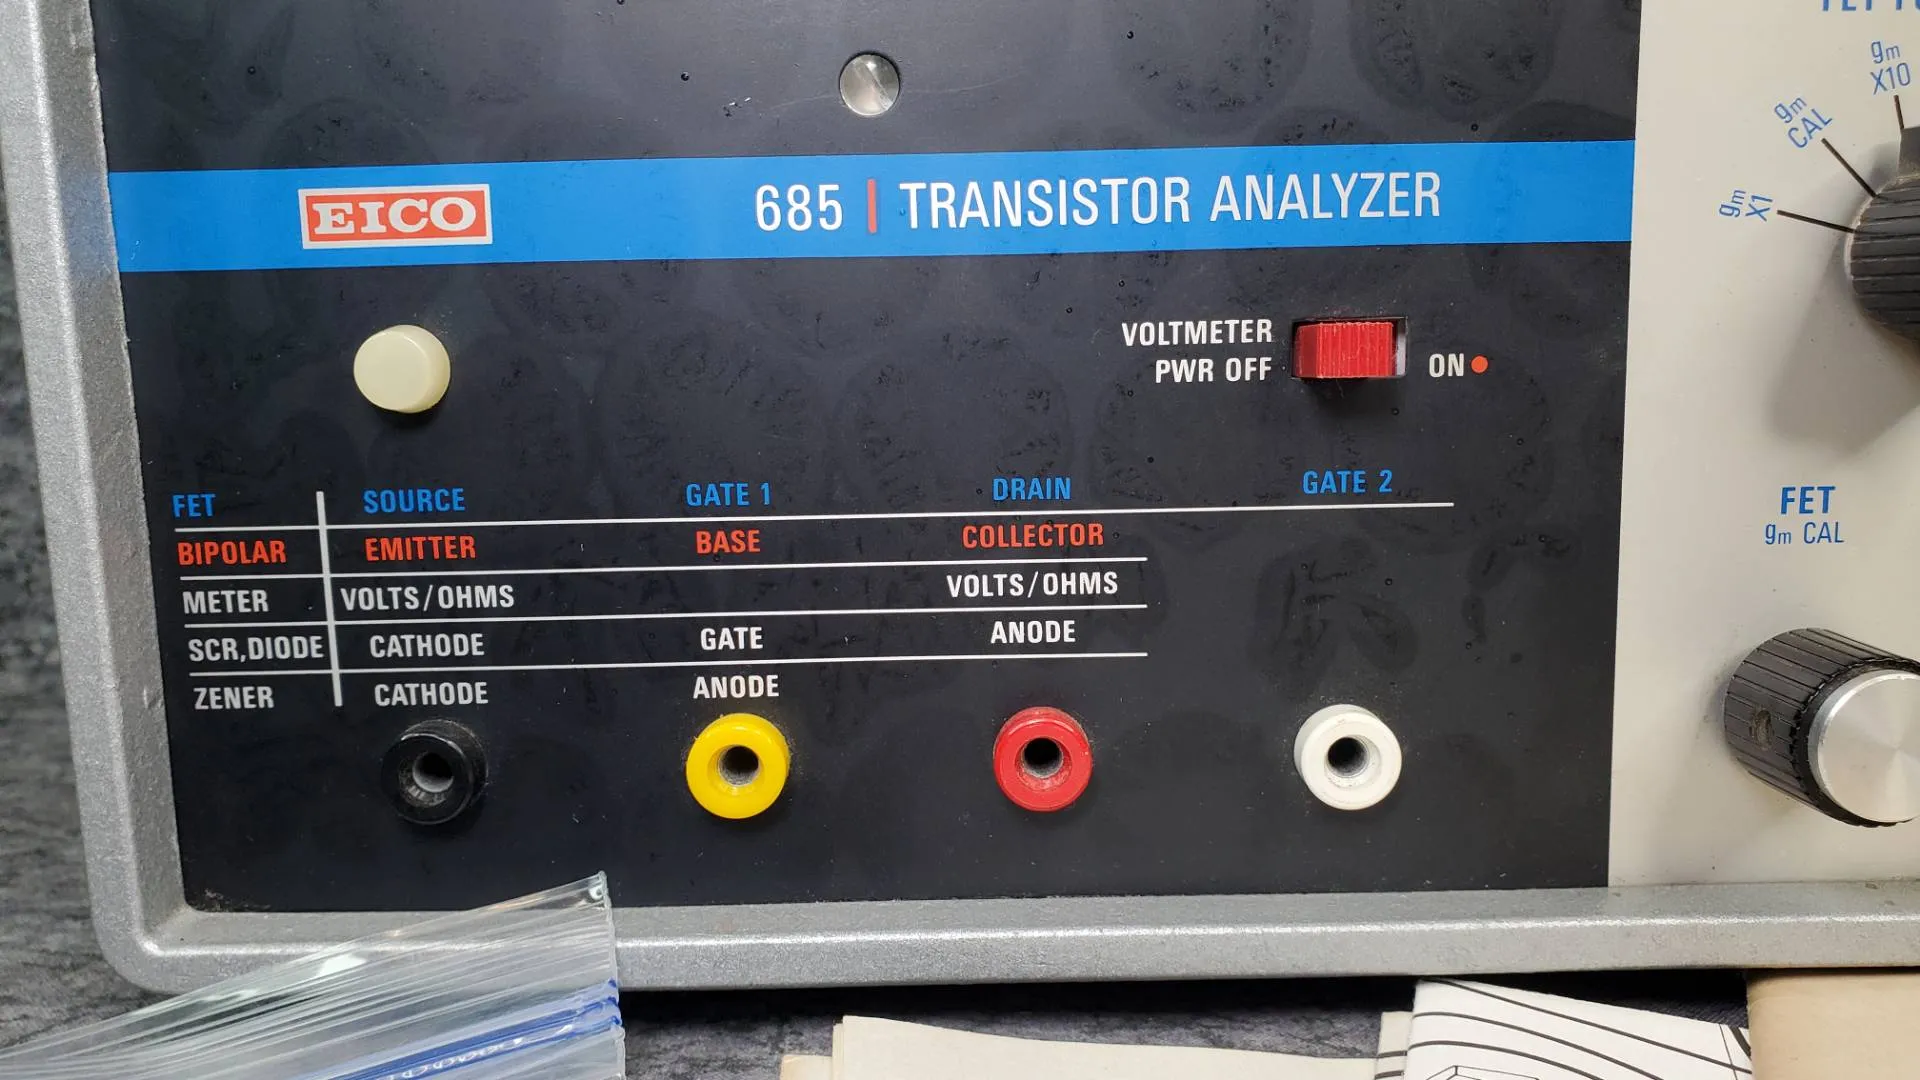 FET
gm
X10
gm
CAL
gm
X1
EICO
685 | TRANSISTOR ANALYZER
VOLTMETER
PWR OFF
ON
FET SOURCE GATE 1 DRAIN GATE 2
BIPOLAR EMITTER BASE COLLECTOR
METER VOLTS/OHMS VOLTS/OHMS
SCR,DIODE CATHODE GATE ANODE
ZENER CATHODE ANODE
FET
gm CAL